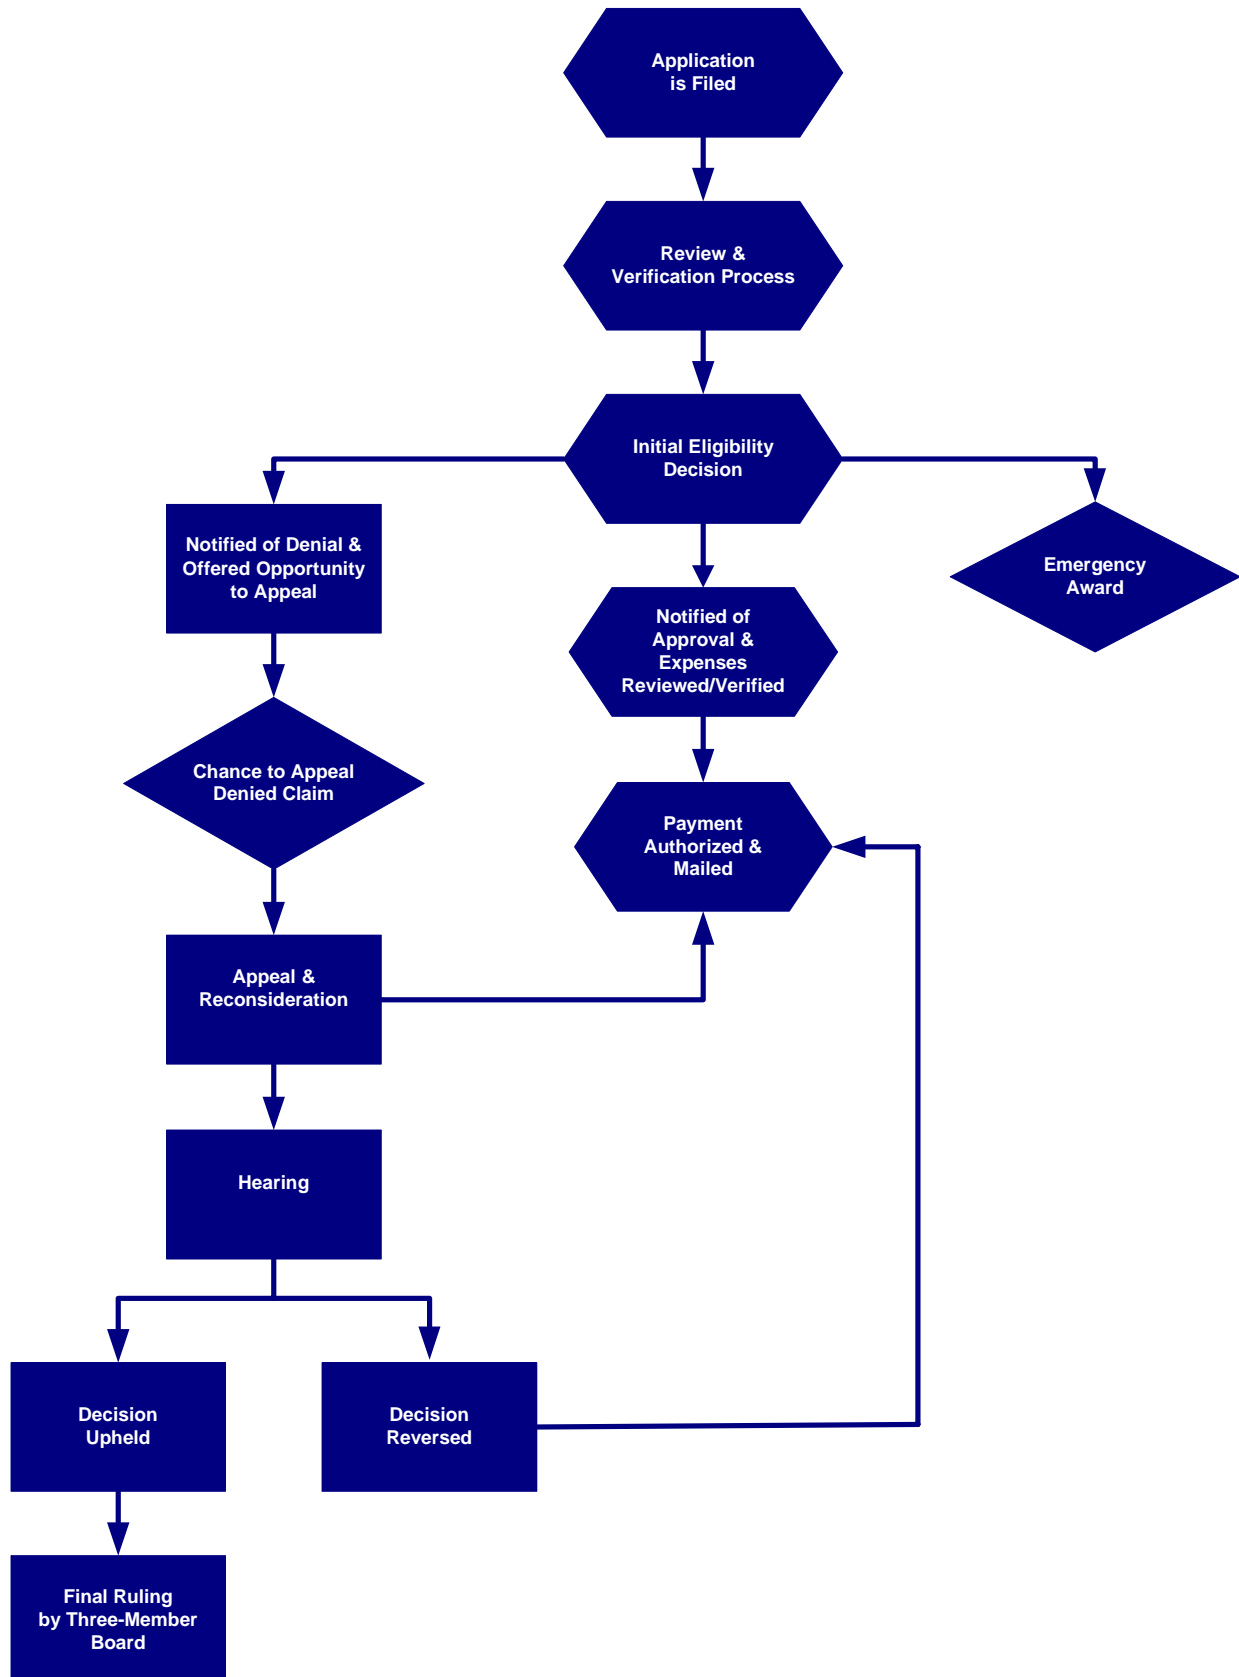 Application
is Filed
Review &
Verification Process
Initial Eligibility
Decision
Notified of Denial &
Offered Opportunity
to Appeal
Emergency
Award
Notified of
Approval &
Expenses
Reviewed/Verified
Chance to Appeal
Denied Claim
Payment
Authorized &
Mailed
Appeal &
Reconsideration
Hearing
Decision
Upheld
Decision
Reversed
Final Ruling
by Three-Member
Board